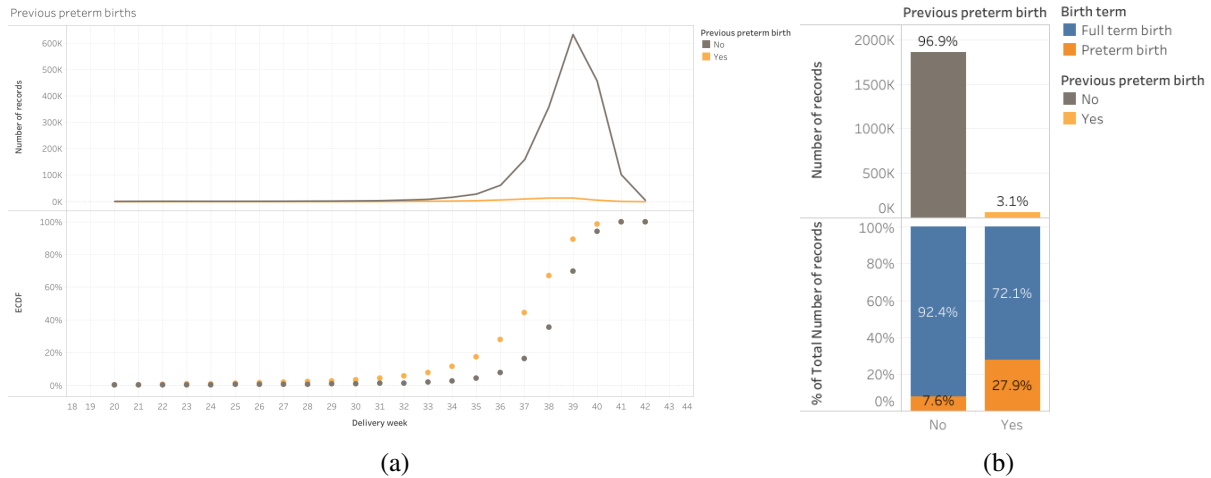 Previous preterm births
Number of records
600K
500K
400K
300K
200K
100K
0K
ECDF
100%
80%
60%
40%
20%
0%
18 19 20 21 22 23 24 25 26 27 28 29 30 31 32 33 34 35 36 37 38 39 40 41 42 43 44
Delivery week
Previous preterm birth
No
Yes
(a)
Previous preterm birth
Number of records
2000K
1500K
1000K
500K
0K
96.9%
3.1%
% of Total Number of records
100%
80%
60%
40%
20%
0%
92.4%
72.1%
7.6%
27.9%
No Yes
Birth term
Full term birth
Preterm birth
Previous preterm birth
No
Yes
(b)